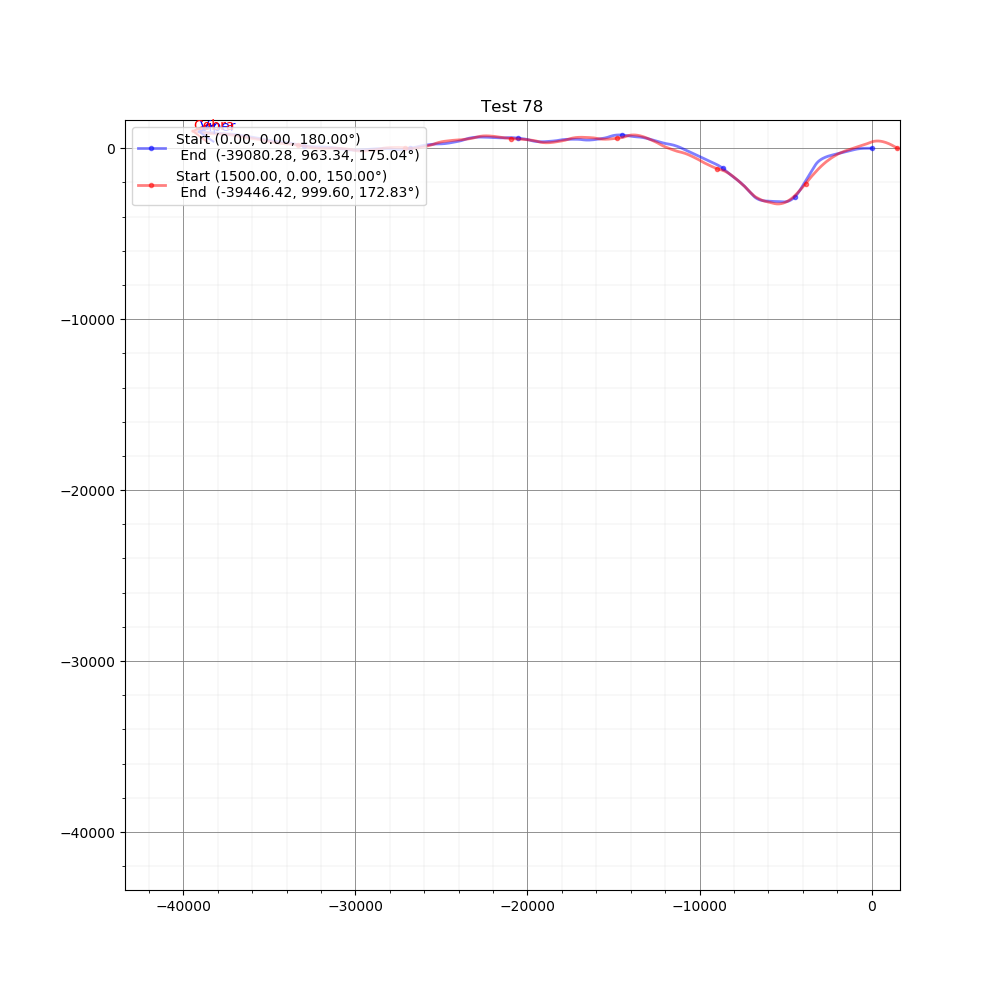 Test 78
Start (0.00, 0.00, 180.00°)
End (-39080.28, 963.34, 175.04°)
Start (1500.00, 0.00, 150.00°)
End (-39446.42, 999.60, 172.83°)
0
−10000
−20000
−30000
−40000
−40000
−30000
−20000
−10000
0